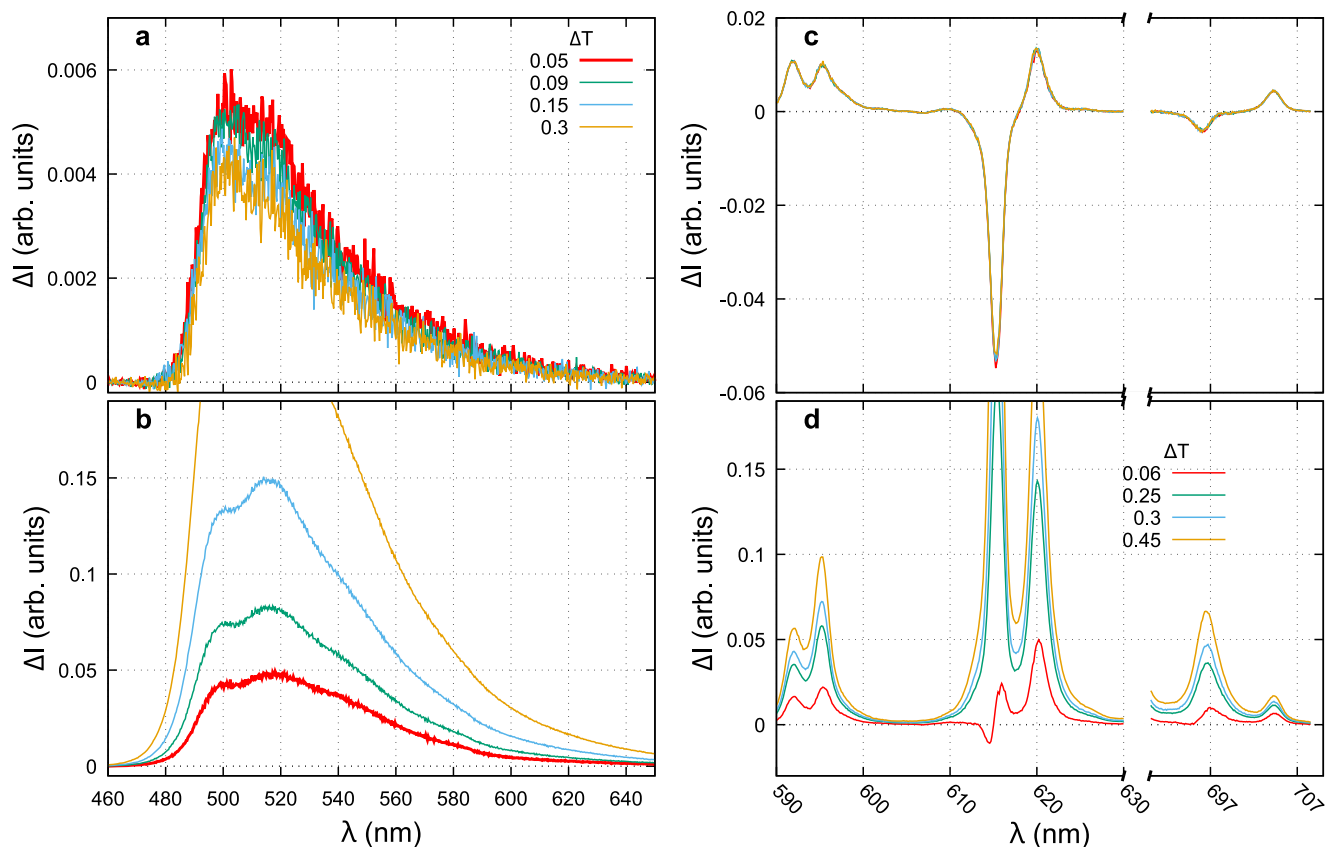 a
ΔT
0.05
0.09
0.15
0.3
0.006
0.004
0.002
0
ΔI (arb. units)
b
0.15
0.1
0.05
0
ΔI (arb. units)
460 480 500 520 540 560 580 600 620 640
λ (nm)
c
0.02
0
-0.02
-0.04
-0.06
ΔI (arb. units)
d
ΔT
0.06
0.25
0.3
0.45
0.15
0.1
0.05
0
ΔI (arb. units)
590 600 610 620 630 697 707
λ (nm)